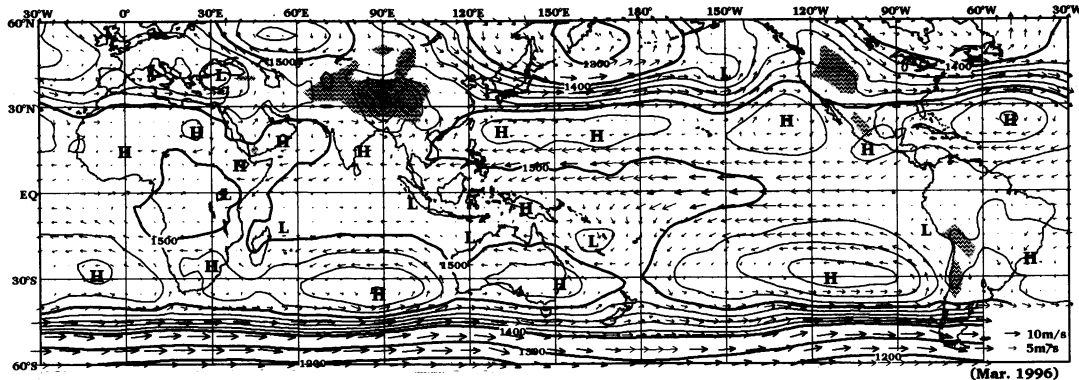 30°W 0° 30°E 60°E 90°E 120°E 150°E 180° 150°W 120°W 90°W 60°W 30°W
60°N
1500
L
L
1300
1400
1400
30°N
H H H H H H
H H H H H
1500
EQ
L L H
1500
L
L
L
L
1500
H
H H
H H H
30°S
1400
10m/s
1300
5m/s
1200
60°S
(Mar. 1996)